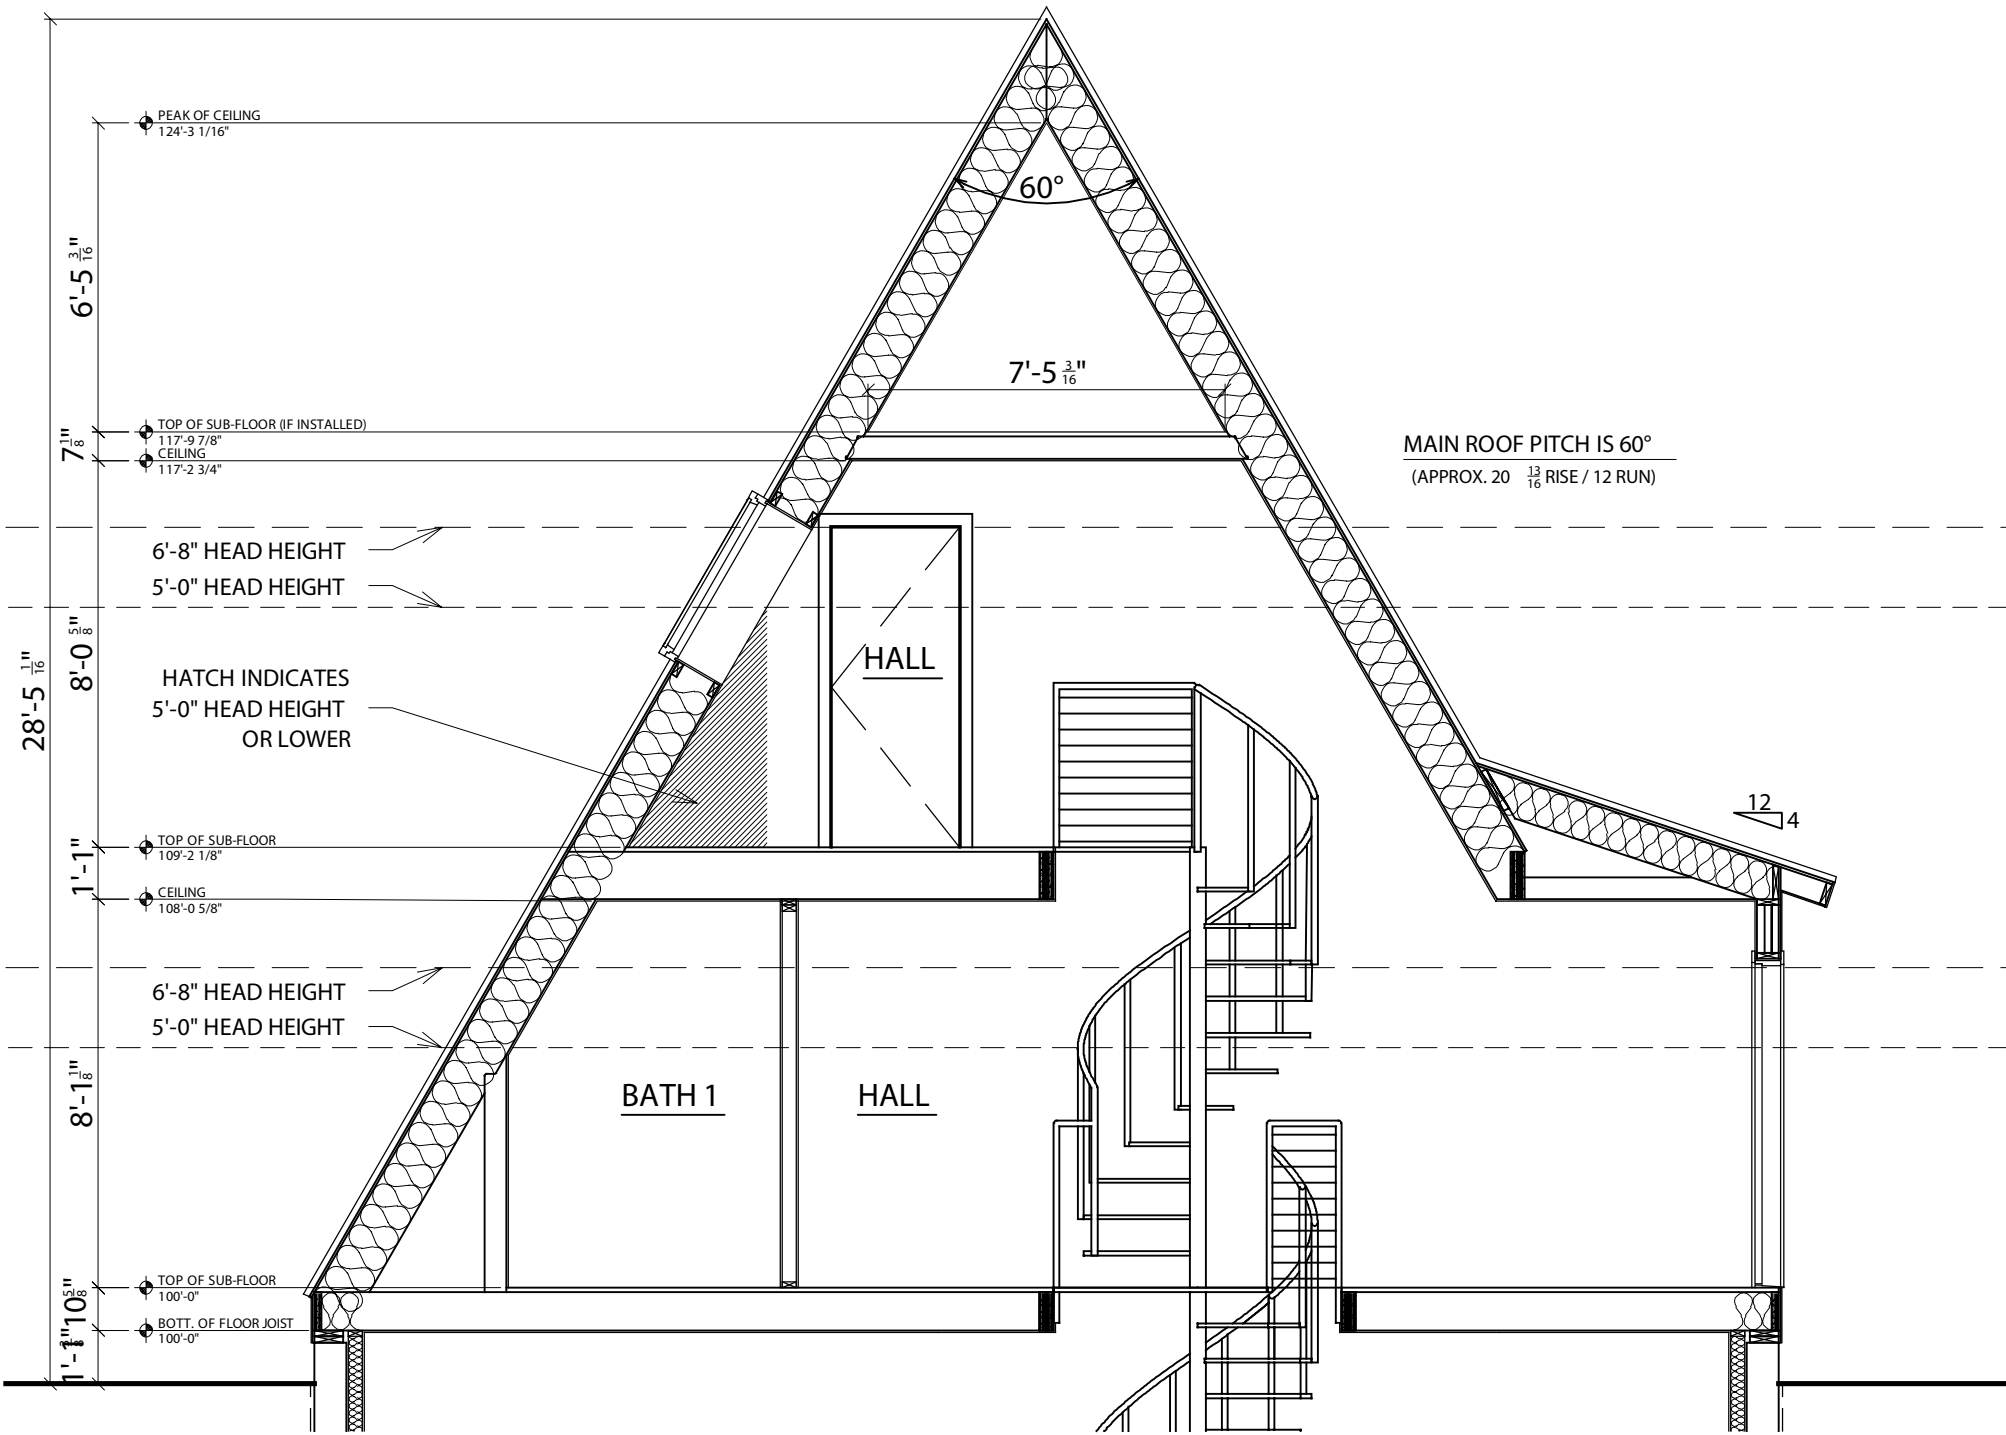 PEAK OF CEILING
124'-3 1/16"
60°
6'-5 3/16"
7'-5 3/16"
TOP OF SUB-FLOOR (IF INSTALLED)
117'-9 7/8"
7 1/8"
CEILING
117'-2 3/4"
MAIN ROOF PITCH IS 60°
(APPROX. 20 13/16 RISE / 12 RUN)
6'-8" HEAD HEIGHT
5'-0" HEAD HEIGHT
8'-0 5/8"
28'-5 1/16"
HALL
HATCH INDICATES
5'-0" HEAD HEIGHT
OR LOWER
12
4
TOP OF SUB-FLOOR
109'-2 1/8"
1'-1"
CEILING
108'-0 5/8"
6'-8" HEAD HEIGHT
5'-0" HEAD HEIGHT
8'-1 1/8"
BATH 1
HALL
TOP OF SUB-FLOOR
100'-0"
10 5/8"
BOTT. OF FLOOR JOIST
100'-0"